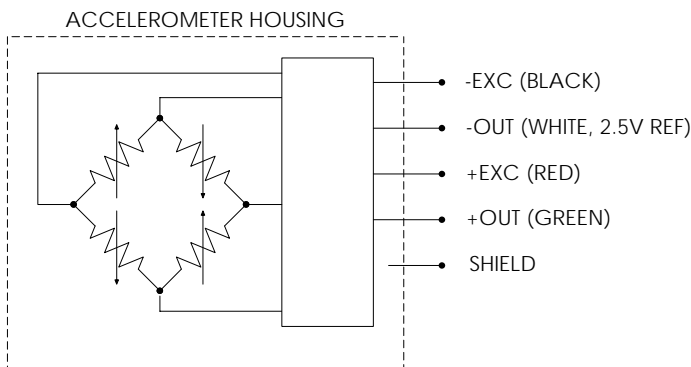 ACCELEROMETER HOUSING
-EXC (BLACK)
-OUT (WHITE, 2.5V REF)
+EXC (RED)
+OUT (GREEN)
SHIELD